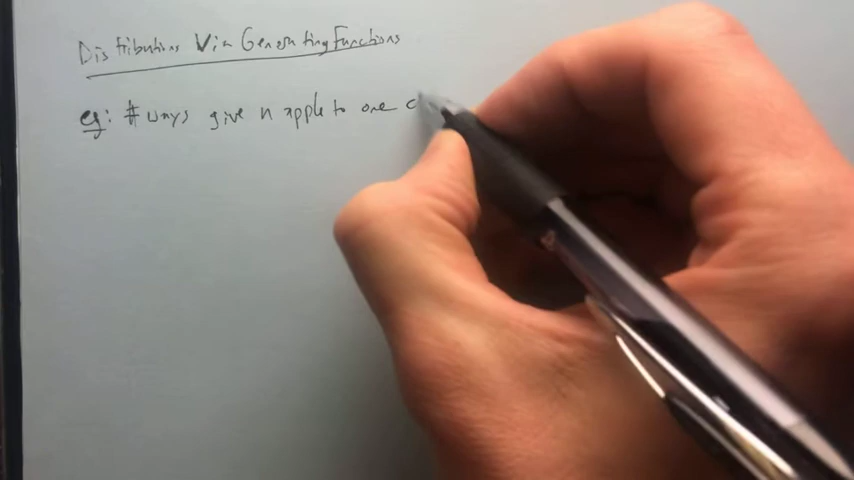 Distributions Via Generating Functions
eg: # ways give n apple to one c